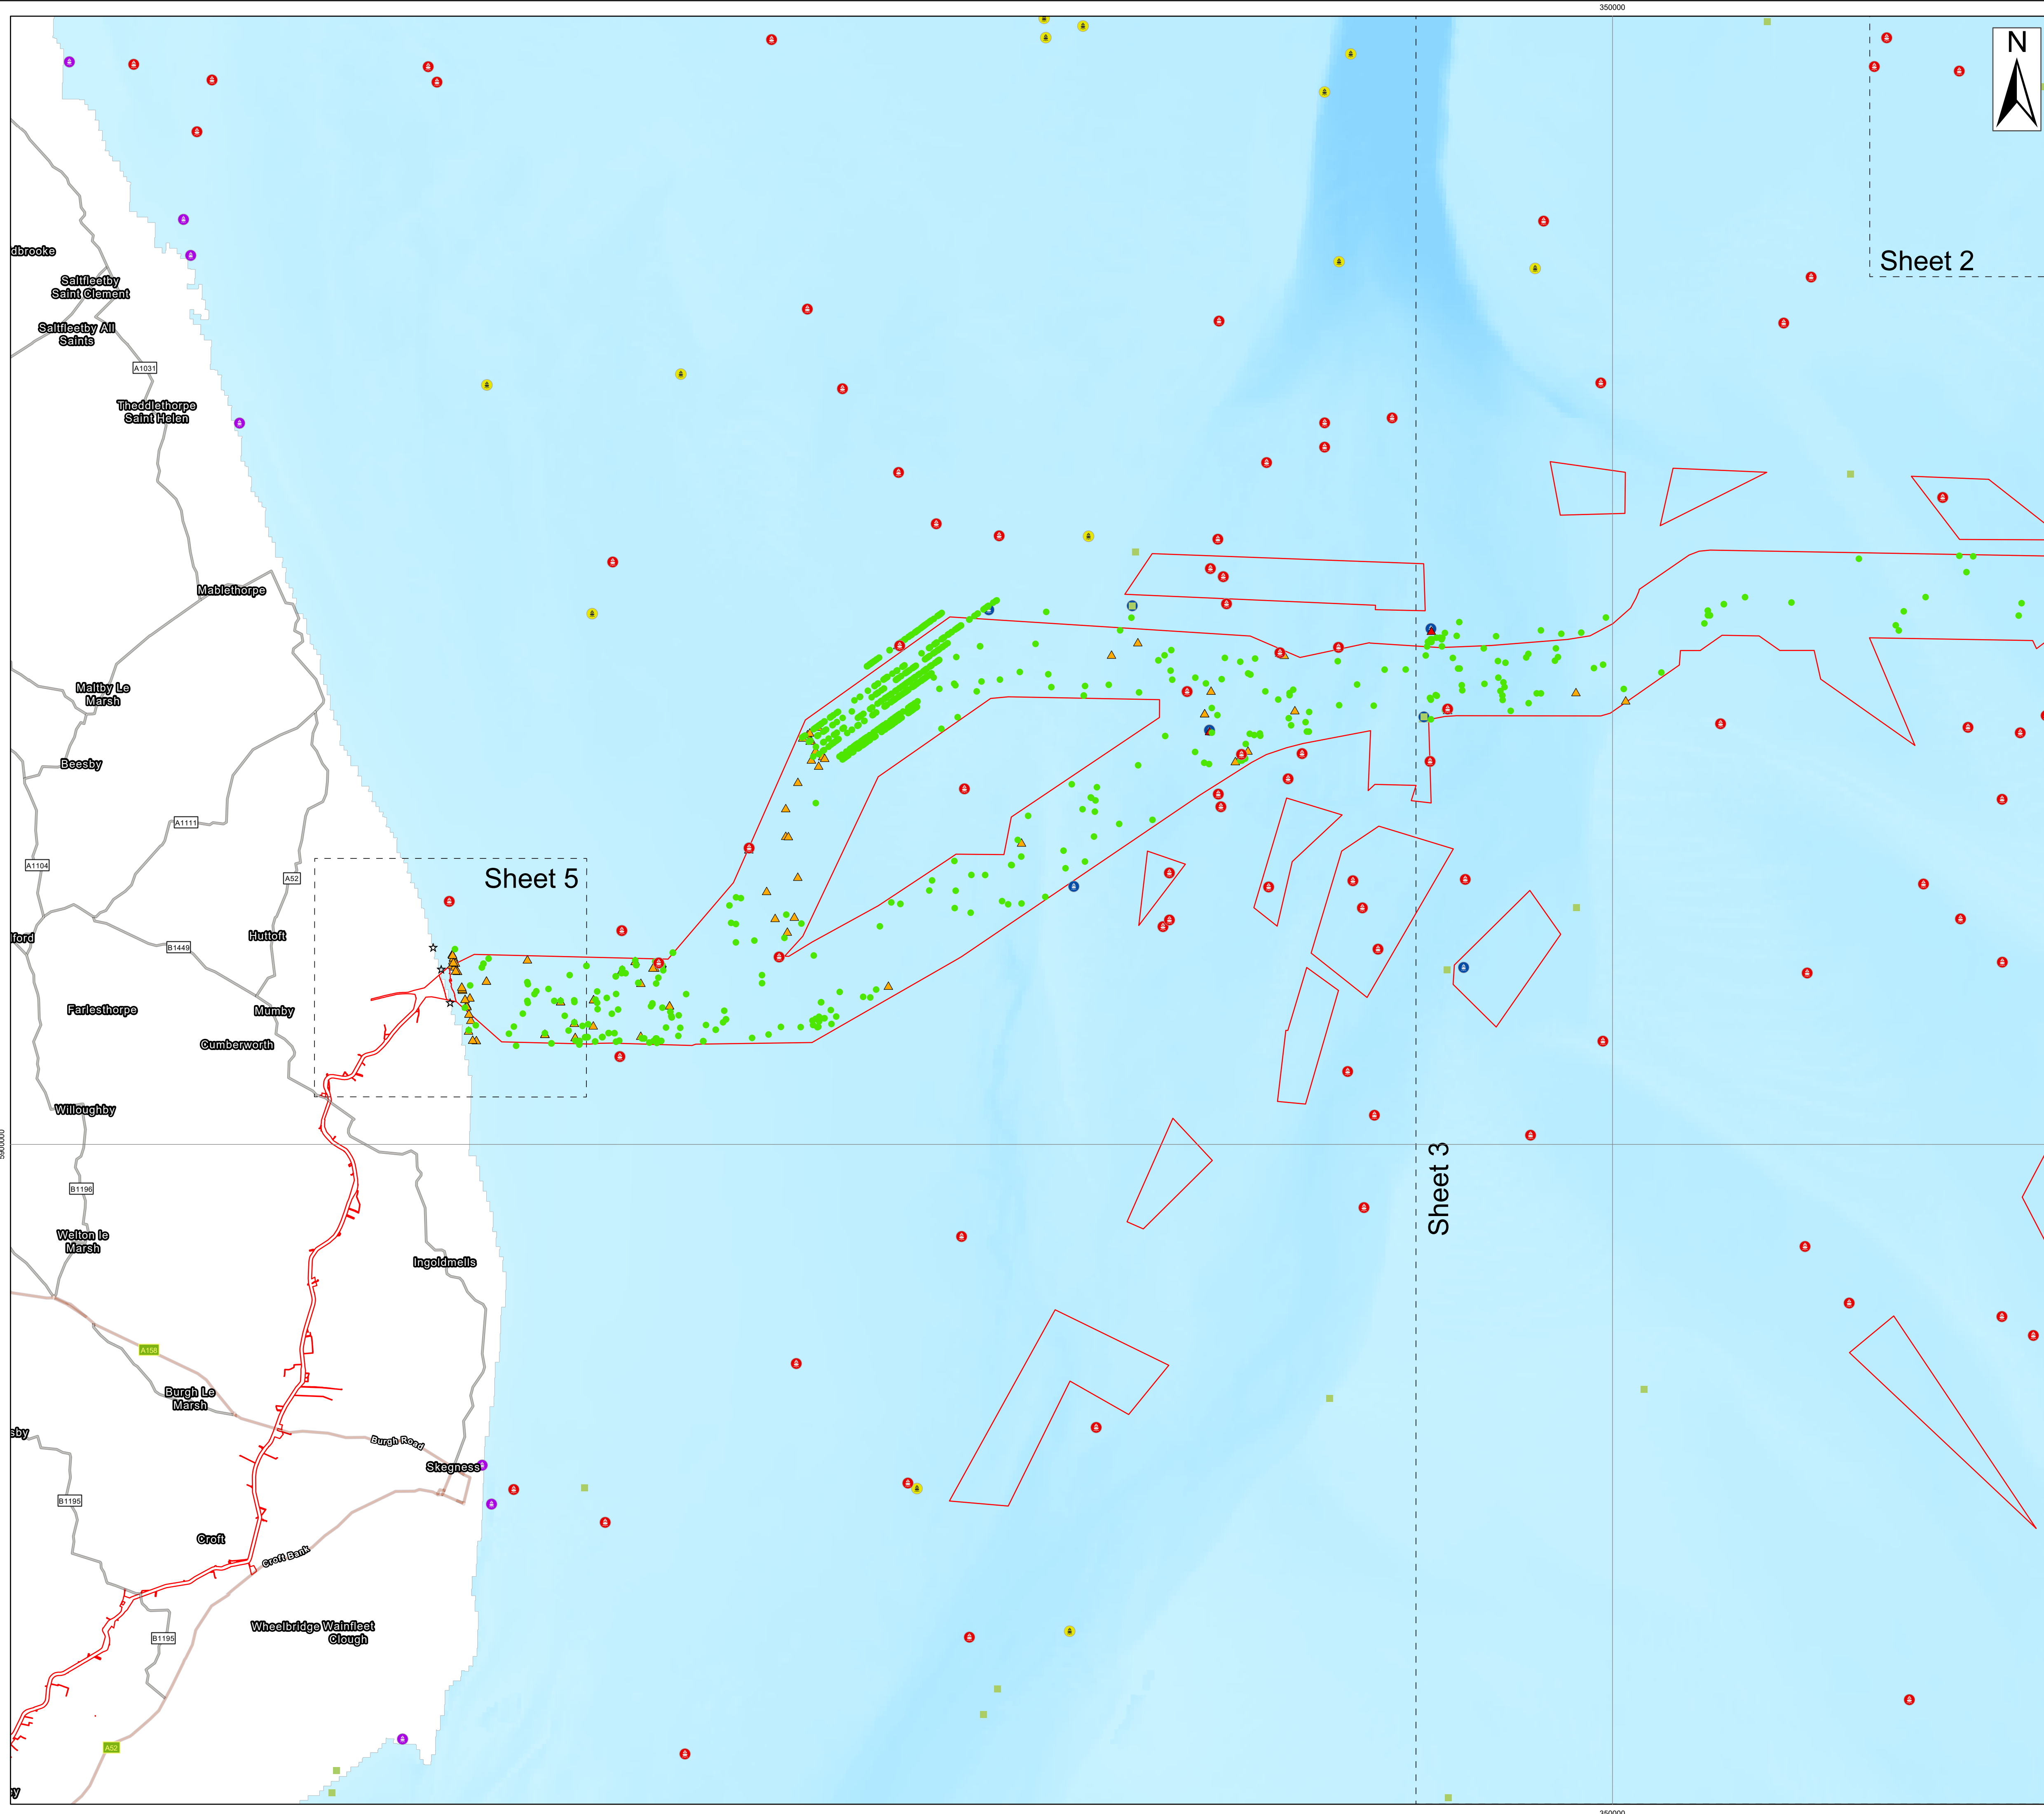 350000
N
Sheet 2
dbrooke
Saltfleetby
Saint Clement
Saltfleetby All
Saints
A1031
Theddlethorpe
Saint Helen
Mablethorpe
Maltby Le
Marsh
Beesby
A1111
A1104
A52
Sheet 5
lford
B1449
Huttoft
Farlesthorpe
Mumby
Cumberworth
Willoughby
5900000
B1196
Sheet 3
Welton le
Marsh
Ingoldmells
A158
Burgh Le
Marsh
sby
Burgh Road
Skegness
B1195
Croft
Croft Bank
Wheelbridge Wainfleet
Clough
B1195
A52
y
350000